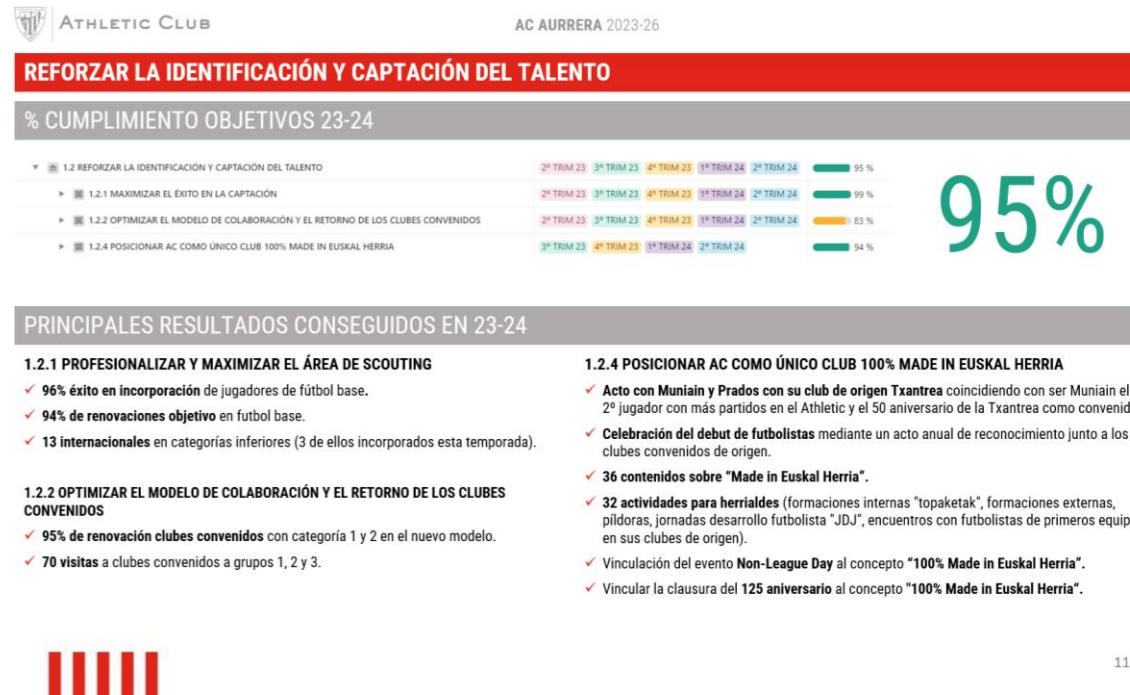 ATHLETIC CLUB
AC AURRERA 2023-26
REFORZAR LA IDENTIFICACIÓN Y CAPTACIÓN DEL TALENTO
% CUMPLIMIENTO OBJETIVOS 23-24
1.2 REFORZAR LA IDENTIFICACIÓN Y CAPTACIÓN DEL TALENTO 2º TRIM 23 3º TRIM 23 4º TRIM 23 1º TRIM 24 2º TRIM 24 95 %
1.2.1 MAXIMIZAR EL ÉXITO EN LA CAPTACIÓN 2º TRIM 23 3º TRIM 23 4º TRIM 23 1º TRIM 24 2º TRIM 24 99 %
1.2.2 OPTIMIZAR EL MODELO DE COLABORACIÓN Y EL RETORNO DE LOS CLUBES CONVENIDOS 2º TRIM 23 3º TRIM 23 4º TRIM 23 1º TRIM 24 2º TRIM 24 83 %
1.2.4 POSICIONAR AC COMO ÚNICO CLUB 100% MADE IN EUSKAL HERRIA 3º TRIM 23 4º TRIM 23 1º TRIM 24 2º TRIM 24 94 %
95%
PRINCIPALES RESULTADOS CONSEGUIDOS EN 23-24
1.2.1 PROFESIONALIZAR Y MAXIMIZAR EL ÁREA DE SCOUTING
✓ 96% éxito en incorporación de jugadores de fútbol base.
✓ 94% de renovaciones objetivo en futbol base.
✓ 13 internacionales en categorías inferiores (3 de ellos incorporados esta temporada).
1.2.2 OPTIMIZAR EL MODELO DE COLABORACIÓN Y EL RETORNO DE LOS CLUBES
CONVENIDOS
✓ 95% de renovación clubes convenidos con categoría 1 y 2 en el nuevo modelo.
✓ 70 visitas a clubes convenidos a grupos 1, 2 y 3.
1.2.4 POSICIONAR AC COMO ÚNICO CLUB 100% MADE IN EUSKAL HERRIA
✓ Acto con Muniain y Prados con su club de origen Txantrea coincidiendo con ser Muniain el
2º jugador con más partidos en el Athletic y el 50 aniversario de la Txantrea como convenid
✓ Celebración del debut de futbolistas mediante un acto anual de reconocimiento junto a los
clubes convenidos de origen.
✓ 36 contenidos sobre “Made in Euskal Herria”.
✓ 32 actividades para herrialdes (formaciones internas "topaketak", formaciones externas,
píldoras, jornadas desarrollo futbolista "JDJ", encuentros con futbolistas de primeros equip
en sus clubes de origen).
✓ Vinculación del evento Non-League Day al concepto “100% Made in Euskal Herria”.
✓ Vincular la clausura del 125 aniversario al concepto "100% Made in Euskal Herria“.
11